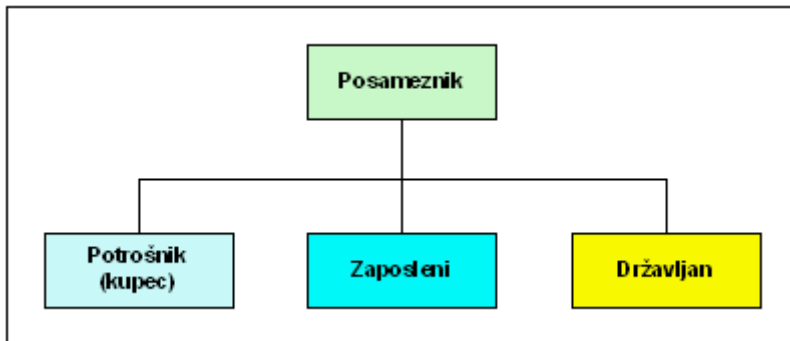 Posameznik
Potrošnik
(kupec)
Zaposleni
Državljan